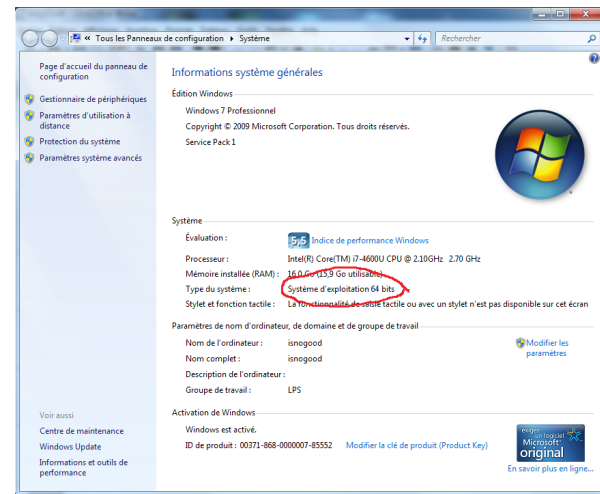 « Tous les Panneaux de configuration ▸ Système
Rechercher
Page d'accueil du panneau de
configuration
Gestionnaire de périphériques
Paramètres d'utilisation à
distance
Protection du système
Paramètres système avancés
Informations système générales
Édition Windows
Windows 7 Professionnel
Copyright © 2009 Microsoft Corporation. Tous droits réservés.
Service Pack 1
Système
Évaluation :
5,5 Indice de performance Windows
Processeur : Intel(R) Core(TM) i7-4600U CPU @ 2.10GHz 2.70 GHz
Mémoire installée (RAM) : 16,0 Go (15,9 Go utilisable)
Type du système : Système d'exploitation 64 bits
Stylet et fonction tactile : La fonctionnalité de saisie tactile ou avec un stylet n'est pas disponible sur cet écran
Paramètres de nom d'ordinateur, de domaine et de groupe de travail
Nom de l'ordinateur : isnogood
Modifier les
paramètres
Nom complet : isnogood
Description de l'ordinateur :
Groupe de travail : LPS
Activation de Windows
Windows est activé.
ID de produit : 00371-868-0000007-85552 Modifier la clé de produit (Product Key)
exigez
un logiciel
Microsoft
original
En savoir plus en ligne...
Voir aussi
Centre de maintenance
Windows Update
Informations et outils de
performance